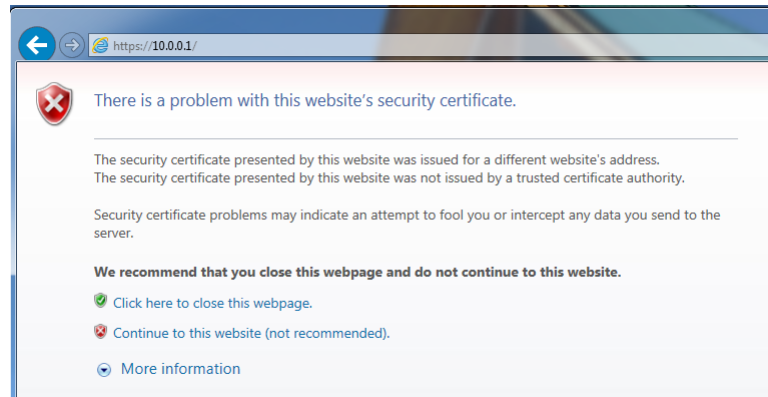 https://10.0.0.1/
There is a problem with this website's security certificate.
The security certificate presented by this website was issued for a different website's address.
The security certificate presented by this website was not issued by a trusted certificate authority.
Security certificate problems may indicate an attempt to fool you or intercept any data you send to the
server.
We recommend that you close this webpage and do not continue to this website.
Click here to close this webpage.
Continue to this website (not recommended).
More information